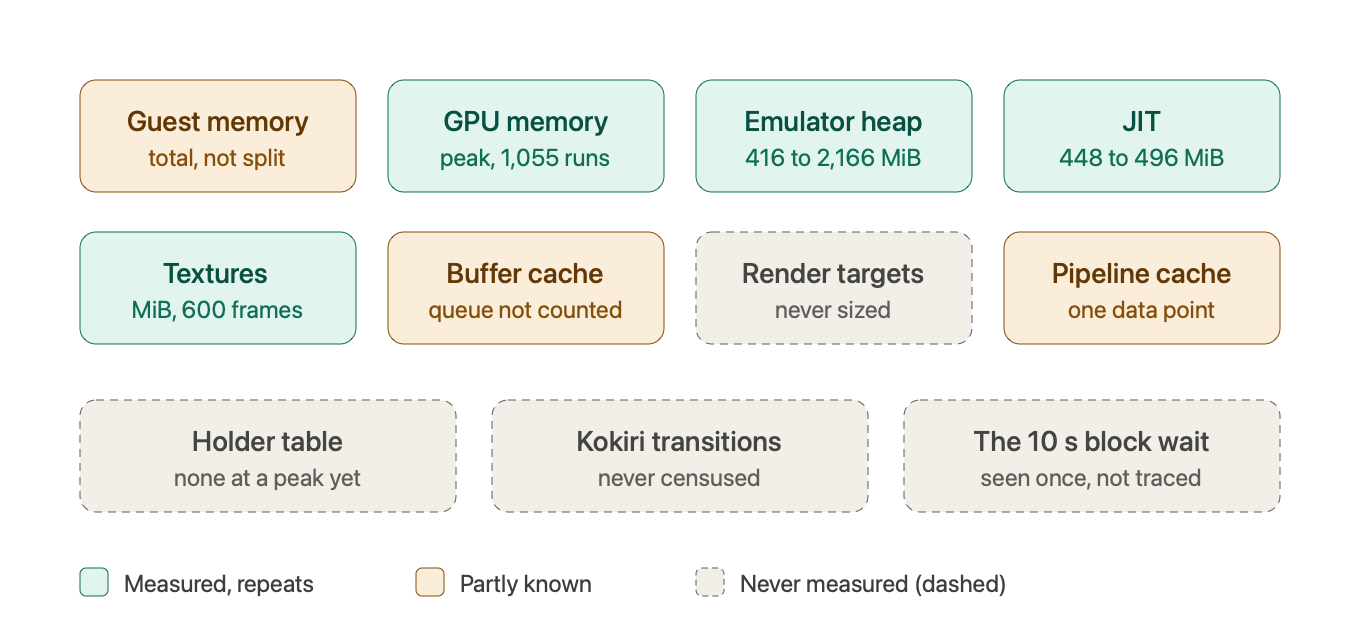 Guest memory
total, not split
GPU memory
peak, 1,055 runs
Emulator heap
416 to 2,166 MiB
JIT
448 to 496 MiB
Textures
MiB, 600 frames
Buffer cache
queue not counted
Render targets
never sized
Pipeline cache
one data point
Holder table
none at a peak yet
Kokiri transitions
never censused
The 10 s block wait
seen once, not traced
Measured, repeats
Partly known
Never measured (dashed)